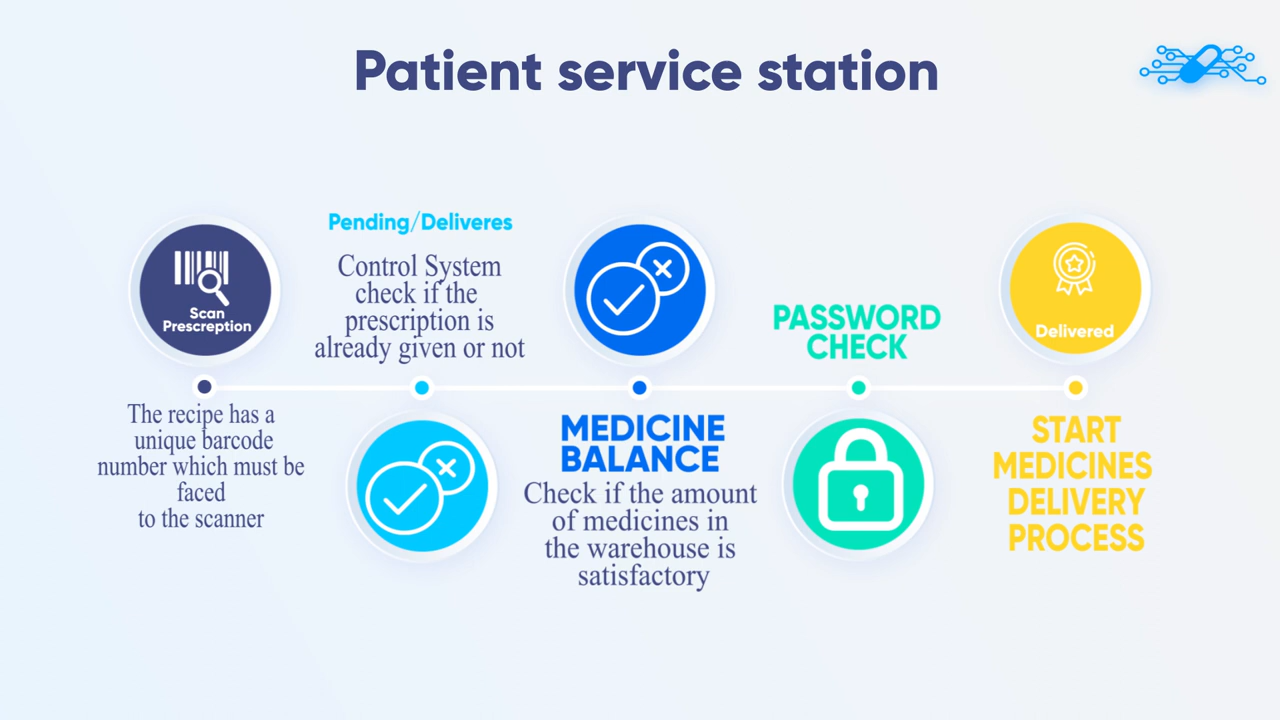 Patient service station
Scan
Prescreption
The recipe has a
unique barcode
number which must be
faced
to the scanner
Pending/Deliveres
Control System
check if the
prescription is
already given or not
MEDICINE
BALANCE
Check if the amount
of medicines in
the warehouse is
satisfactory
PASSWORD
CHECK
Delivered
START
MEDICINES
DELIVERY
PROCESS